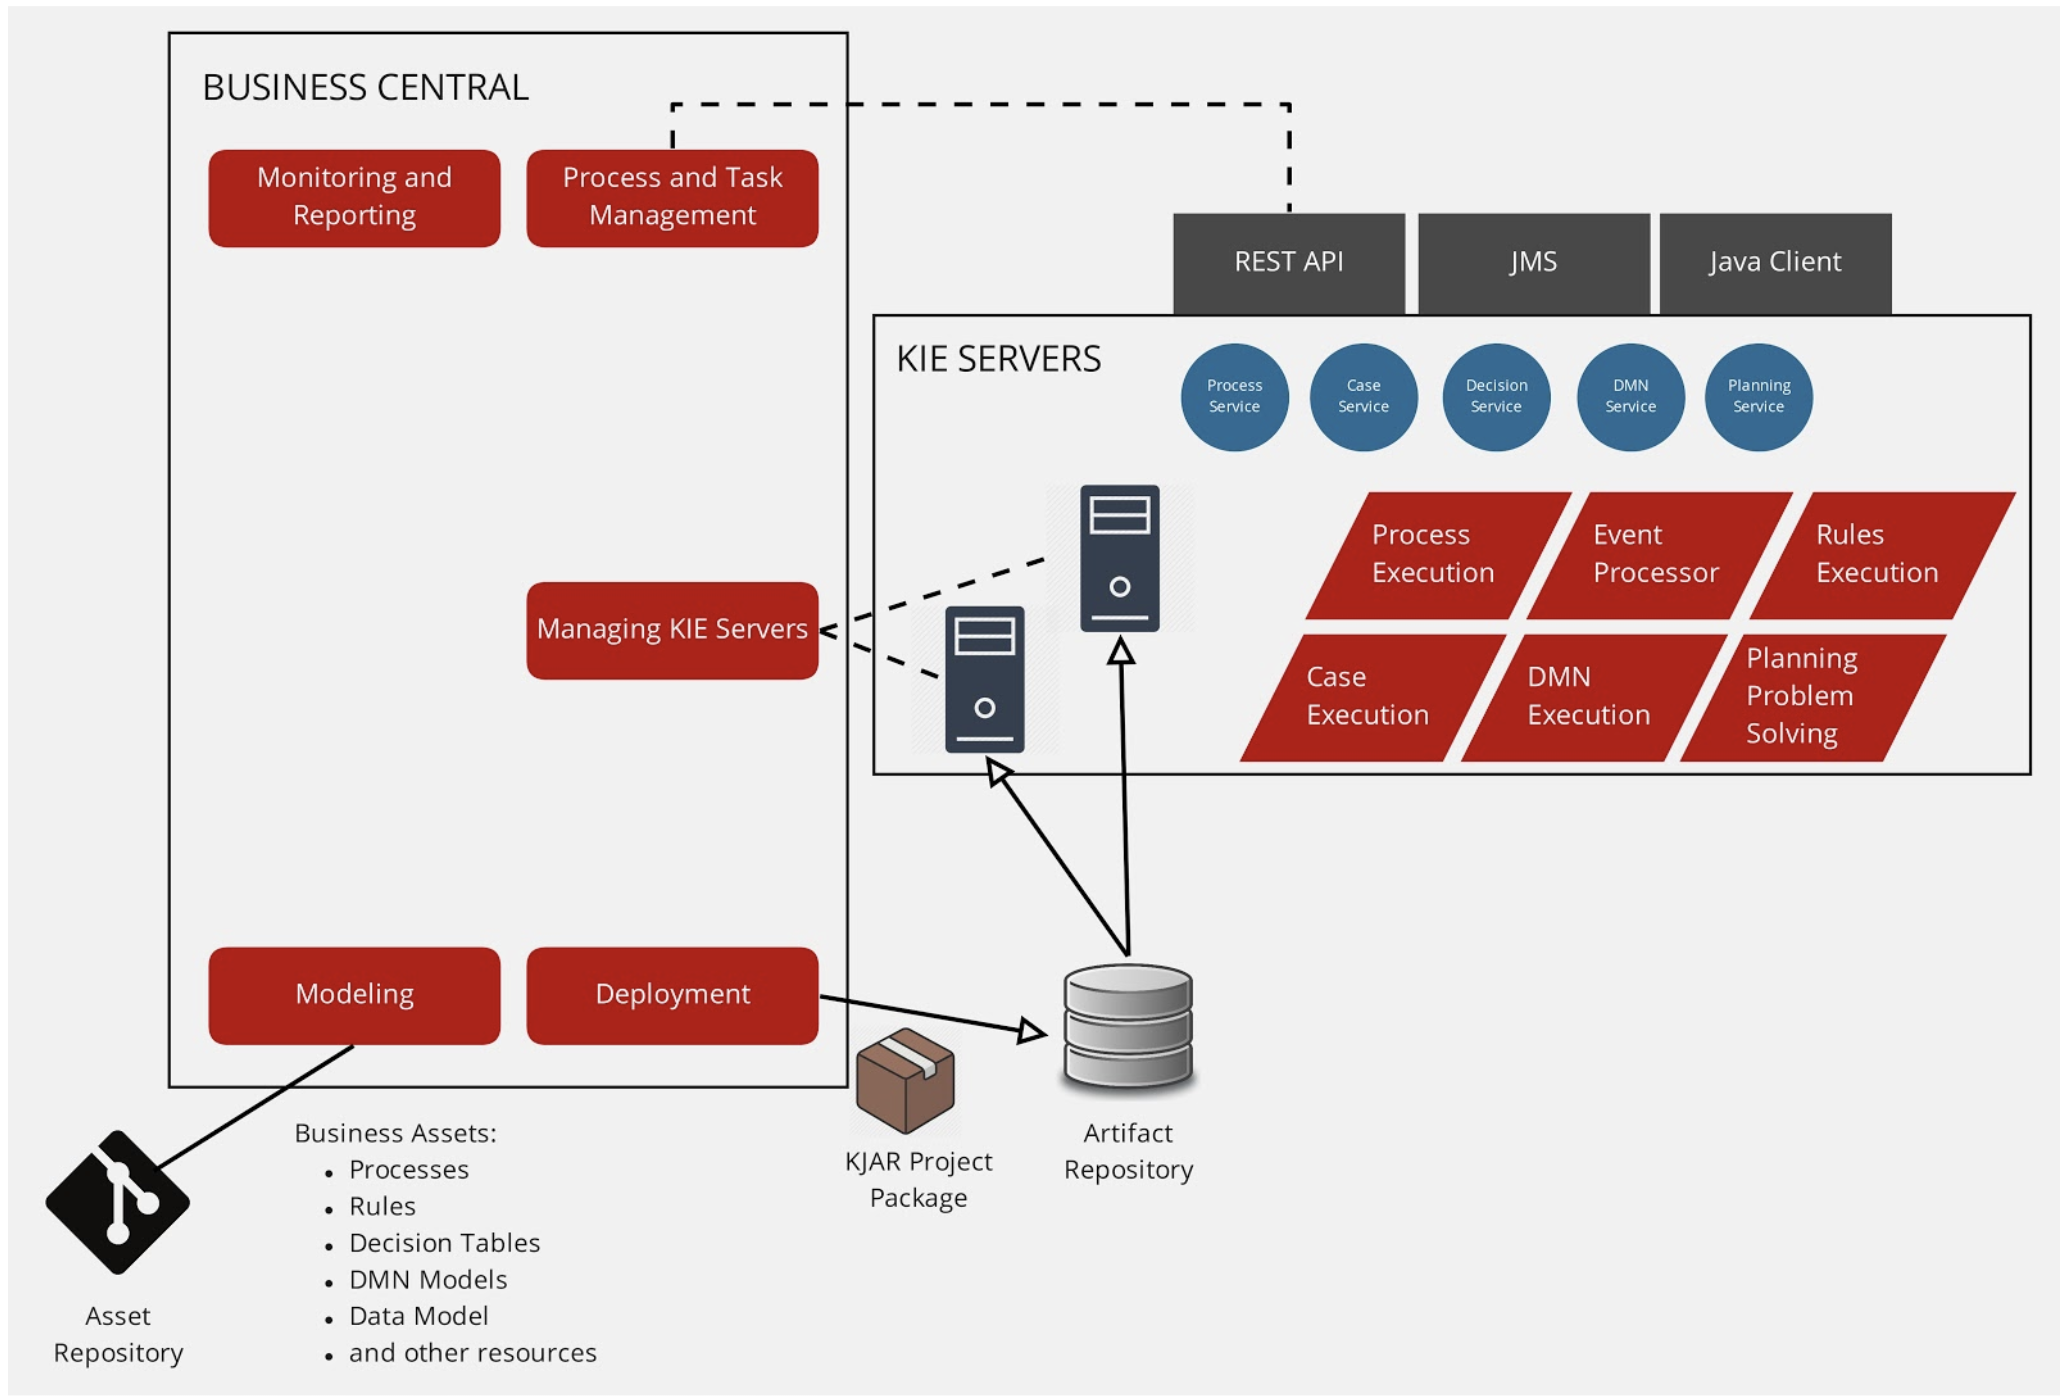 BUSINESS CENTRAL
Monitoring and
Reporting
Process and Task
Management
REST API
JMS
Java Client
KIE SERVERS
Process
Service
Case
Service
Decision
Service
DMN
Service
Planning
Service
Process
Execution
Event
Processor
Rules
Execution
Managing KIE Servers
Case
Execution
DMN
Execution
Planning
Problem
Solving
Modeling
Deployment
Asset
Repository
Business Assets:
• Processes
• Rules
• Decision Tables
• DMN Models
• Data Model
• and other resources
KJAR Project
Package
Artifact
Repository